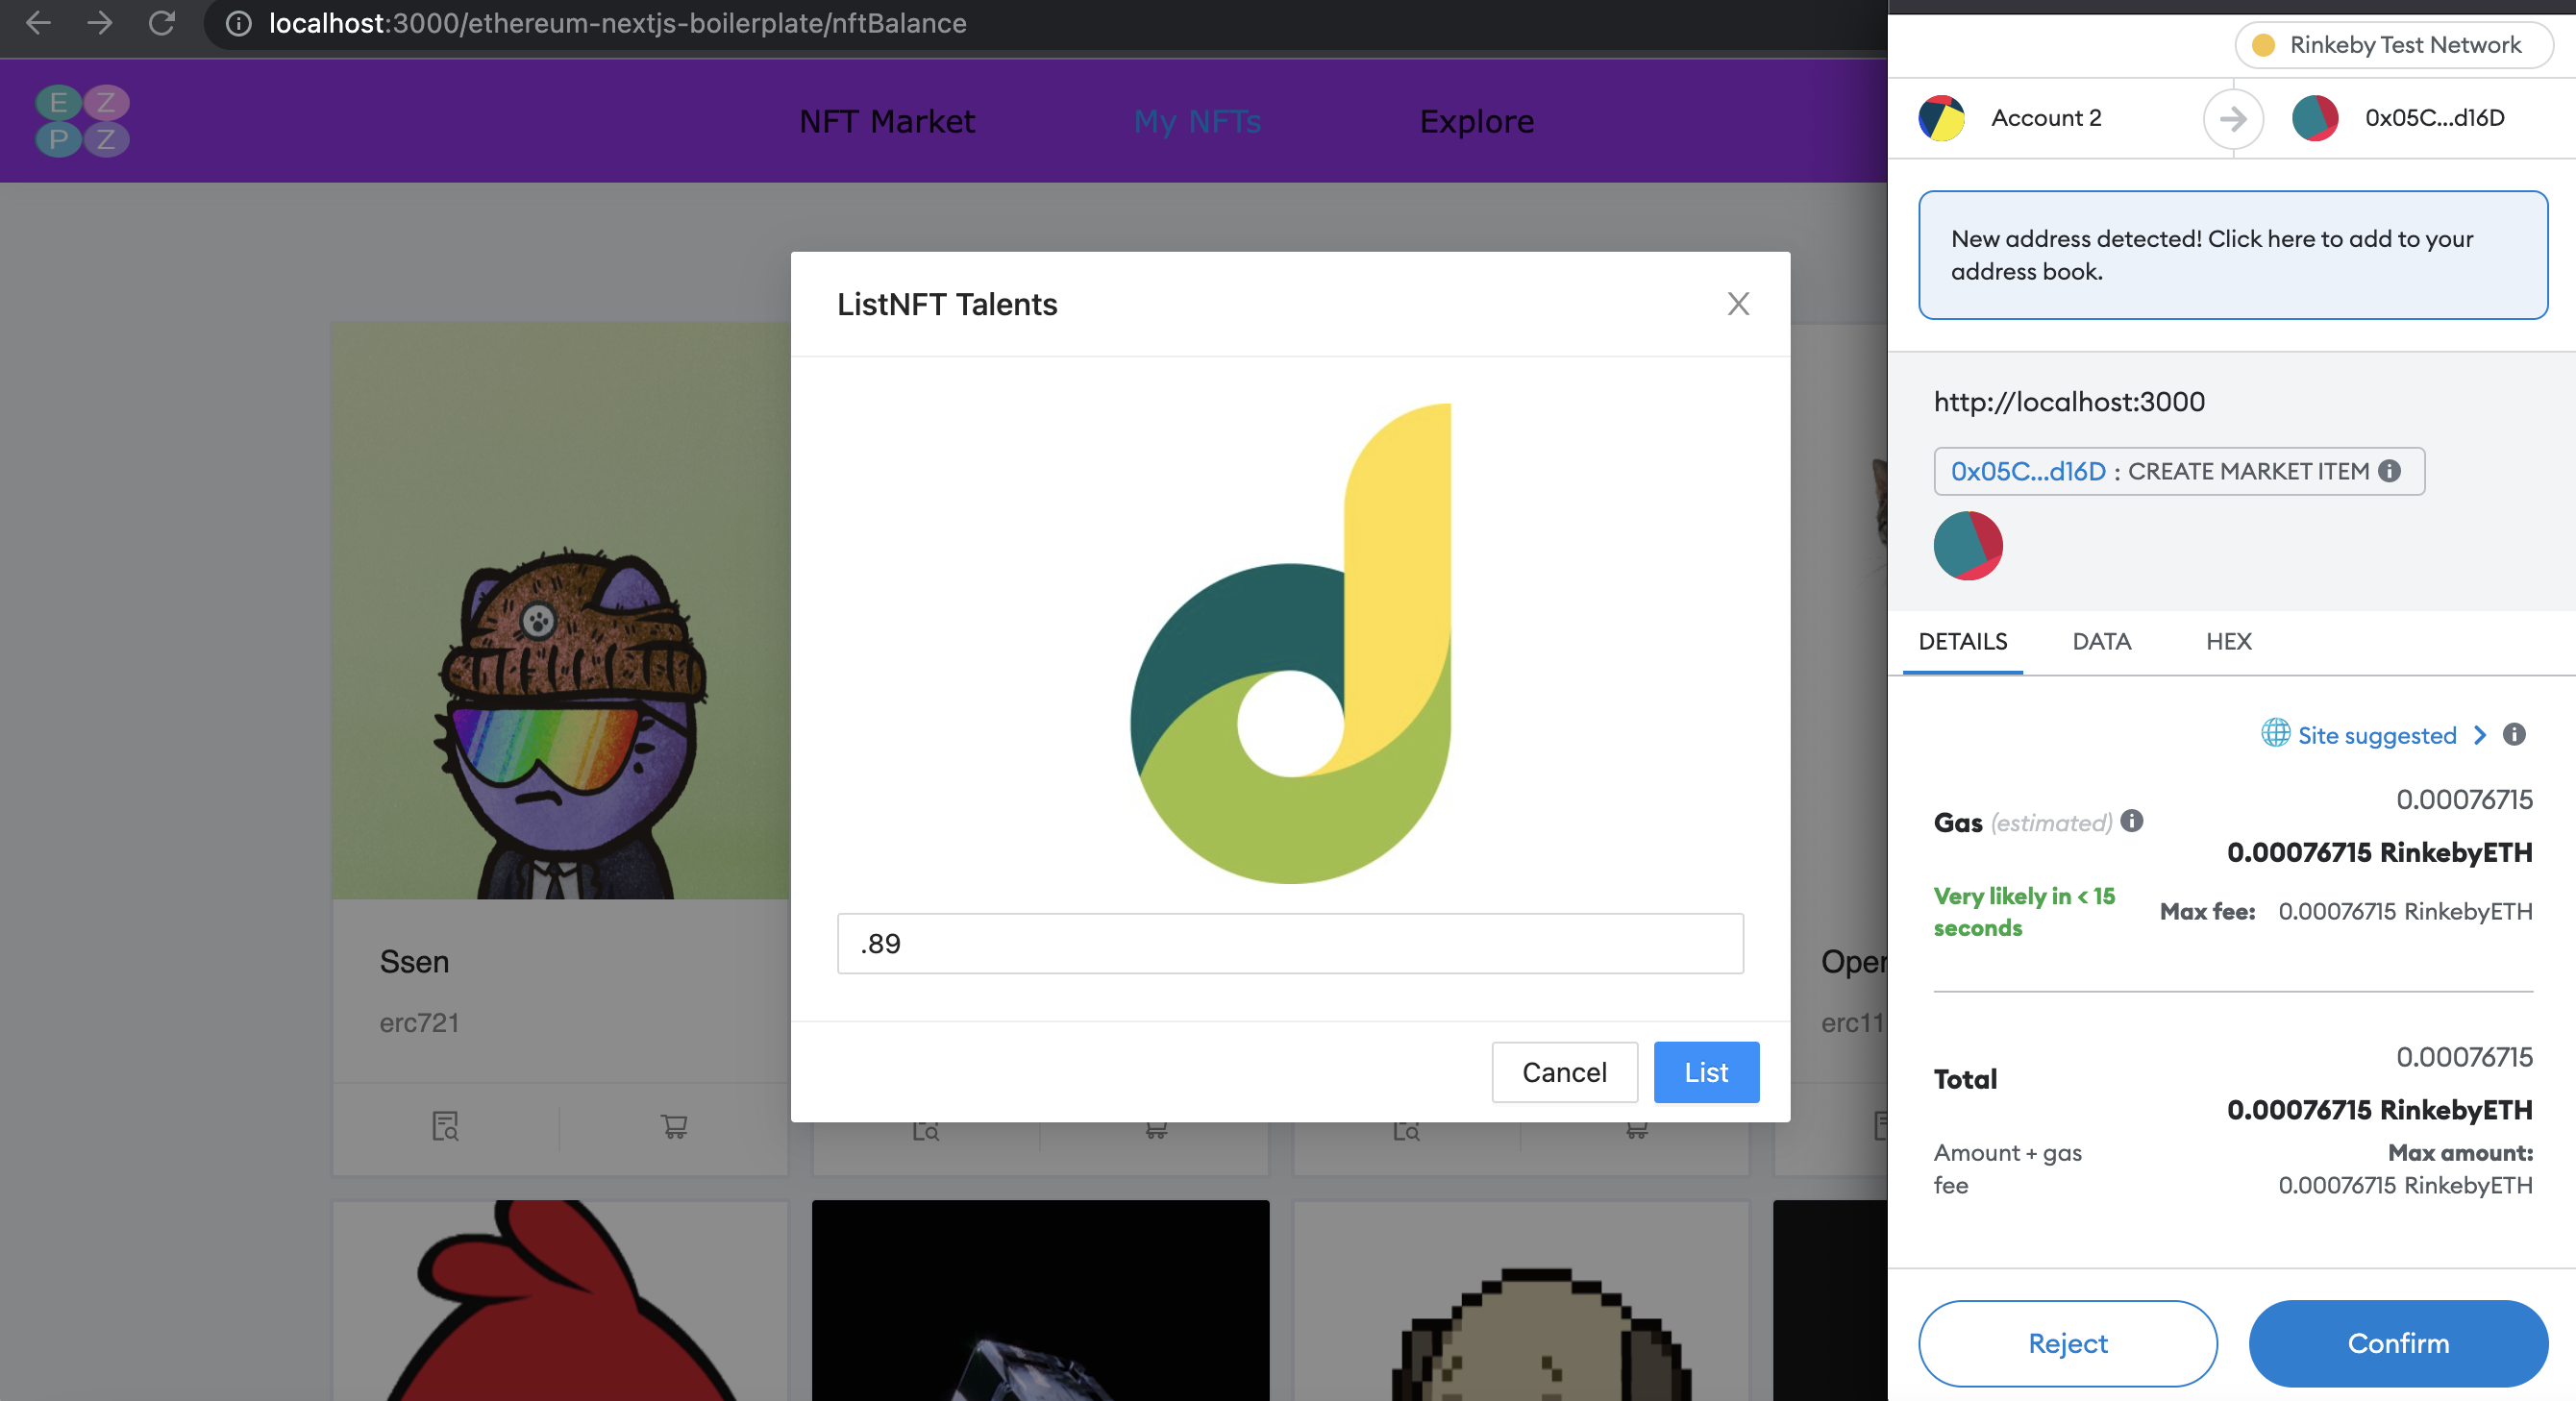 localhost:3000/ethereum-nextjs-boilerplate/nftBalance
E Z
P Z
NFT Market
My NFTs
Explore
ListNFT Talents
X
.89
Cancel
List
Ssen
erc721
Rinkeby Test Network
Account 2
0x05C...d16D
New address detected! Click here to add to your
address book.
http://localhost:3000
0x05C...d16D : CREATE MARKET ITEM
DETAILS
DATA
HEX
Site suggested
0.00076715
Gas (estimated)
0.00076715 RinkebyETH
Very likely in < 15
seconds
Max fee: 0.00076715 RinkebyETH
0.00076715
Total
0.00076715 RinkebyETH
Amount + gas
fee
Max amount:
0.00076715 RinkebyETH
Reject
Confirm